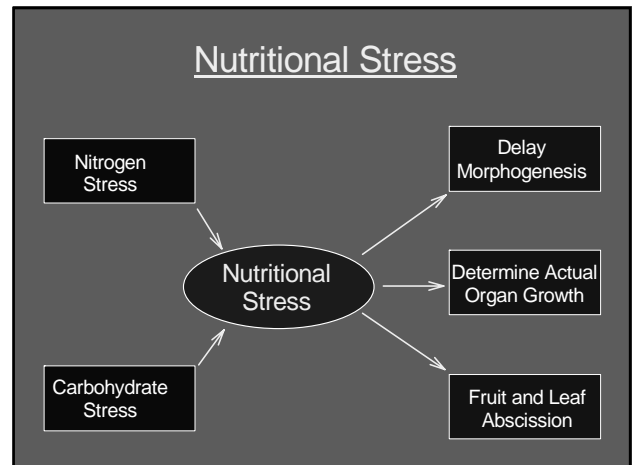 Nutritional Stress
Nitrogen
Stress
Carbohydrate
Stress
Nutritional
Stress
Delay
Morphogenesis
Determine Actual
Organ Growth
Fruit and Leaf
Abscission